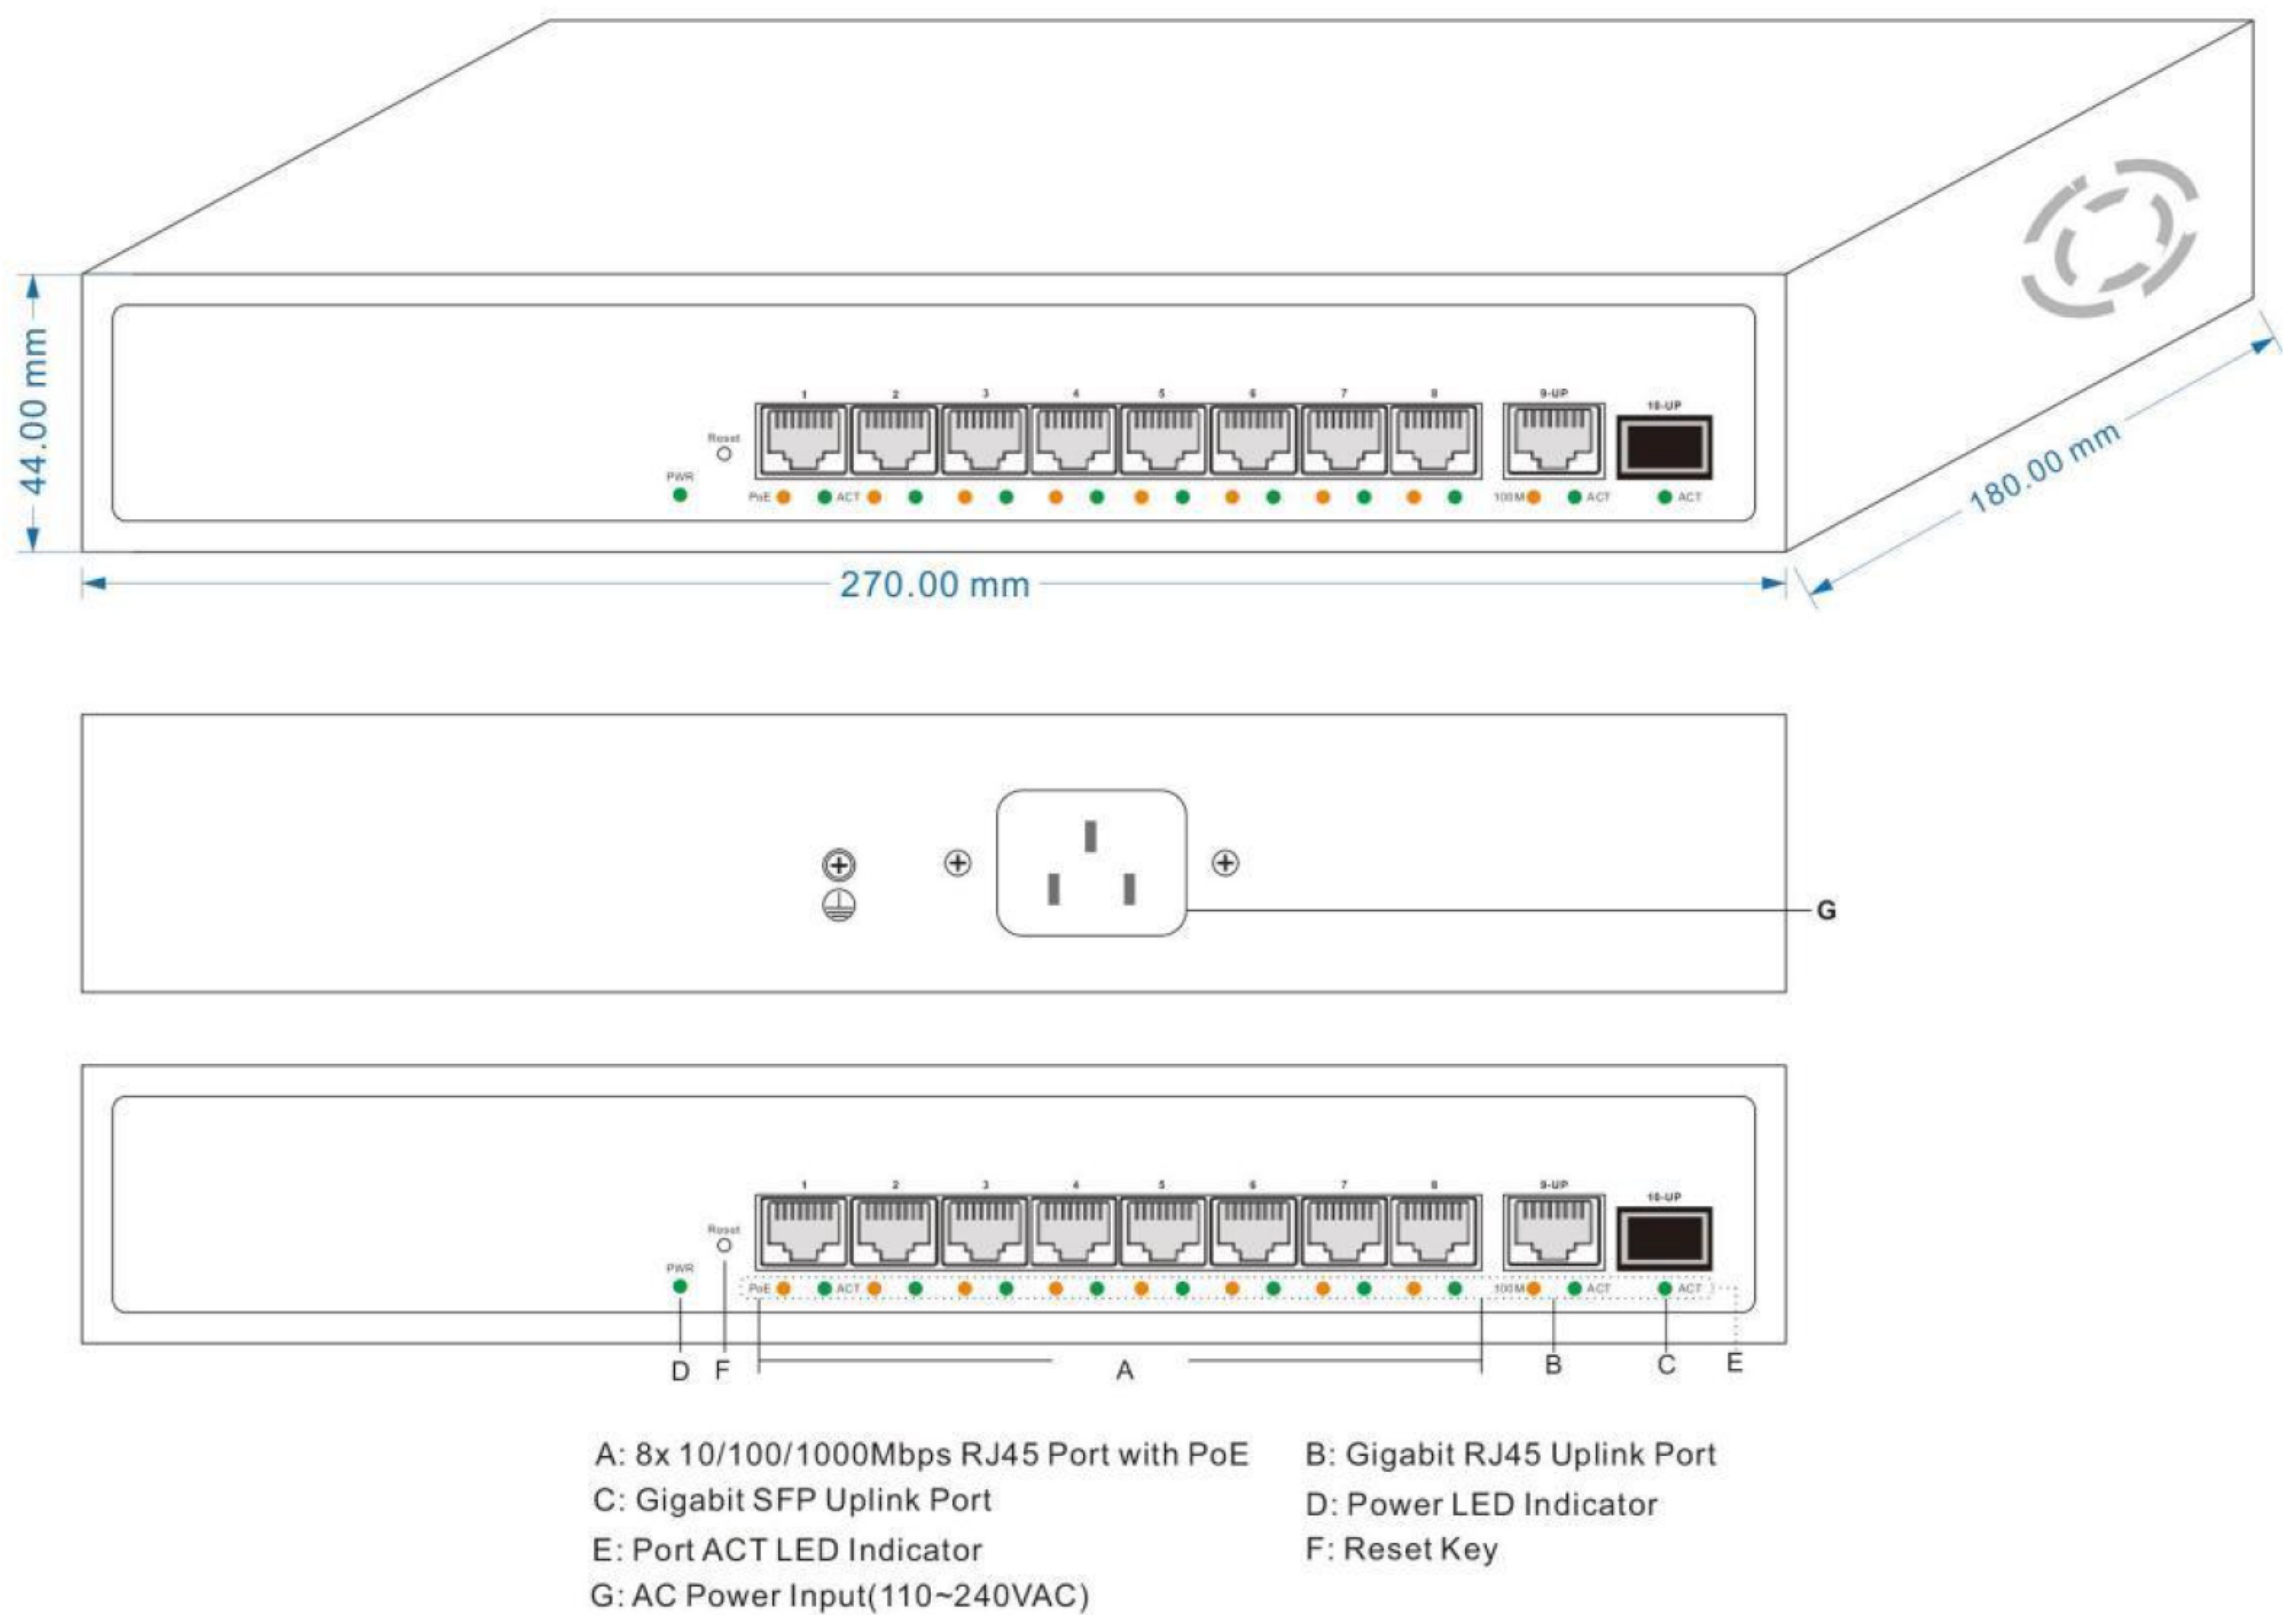 1 2 3 4 5 6 7 8 9-UP 10-UP
Reset
PWR
PoE ACT 100M ACT ACT
44.00 mm
180.00 mm
270.00 mm
G
1 2 3 4 5 6 7 8 9-UP 10-UP
Reset
PWR
PoE ACT 100M ACT ACT
D F A B C E
A: 8x 10/100/1000Mbps RJ45 Port with PoE B: Gigabit RJ45 Uplink Port
C: Gigabit SFP Uplink Port D: Power LED Indicator
E: Port ACT LED Indicator F: Reset Key
G: AC Power Input(110~240VAC)